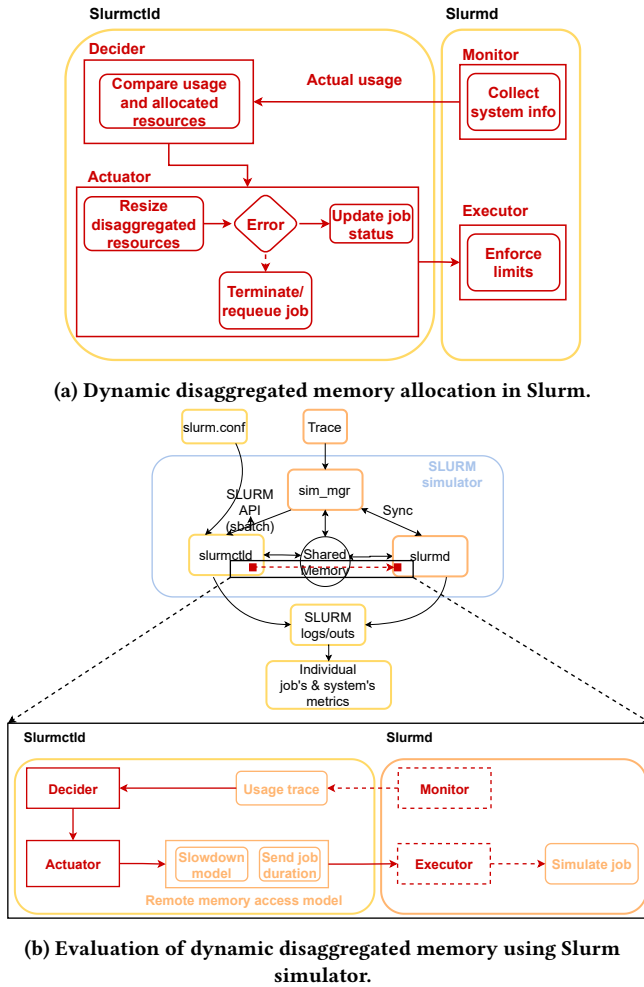 Slurmctld
Slurmd
Decider
Compare usage
and allocated
resources
Actual usage
Monitor
Collect
system info
Actuator
Resize
disaggregated
resources
Error
Update job
status
Terminate/
requeue job
Executor
Enforce
limits
(a) Dynamic disaggregated memory allocation in Slurm.
slurm.conf
Trace
SLURM
simulator
sim_mgr
SLURM
API
(sbatch)
Sync
slurmctld
Shared
Memory
slurmd
SLURM
logs/outs
Individual
job's & system's
metrics
Slurmctld
Slurmd
Decider
Usage trace
Monitor
Actuator
Slowdown
model
Send job
duration
Remote memory access model
Executor
Simulate job
(b) Evaluation of dynamic disaggregated memory using Slurm
simulator.